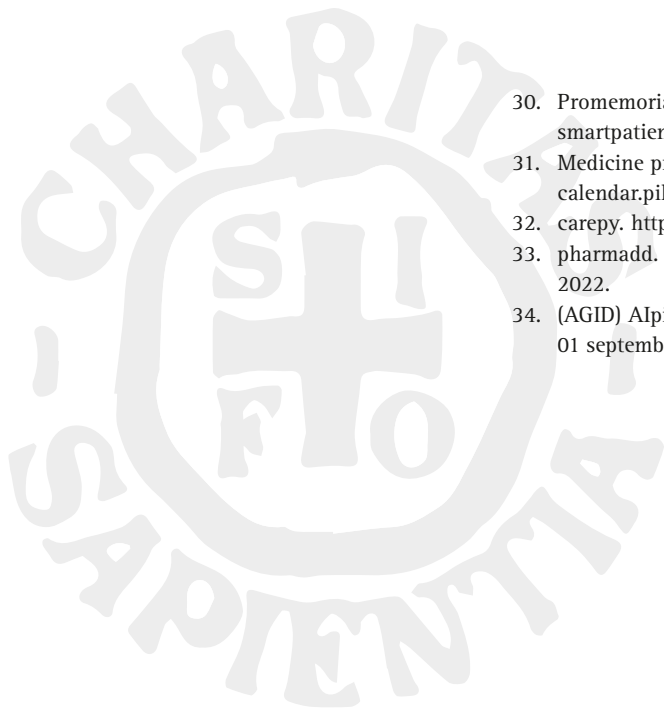 CHARITAS
30. Promemoria
smartpatien
31. Medicine p
calendar.pil
32. carepy. http
33. pharmadd.
2022.
34. (AGID) AIp
01 septemb
S I
F O
- SAPIENTIA -